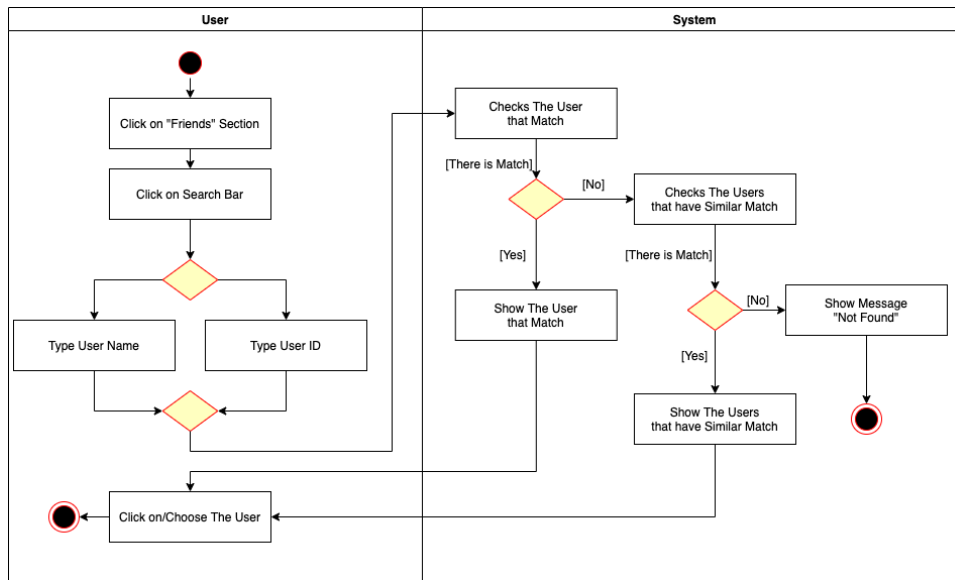 User
System
Click on "Friends" Section
Click on Search Bar
Type User Name
Type User ID
Click on/Choose The User
Checks The User
that Match
[There is Match]
[No]
[Yes]
Show The User
that Match
Checks The Users
that have Similar Match
[There is Match]
[No]
[Yes]
Show Message
"Not Found"
Show The Users
that have Similar Match